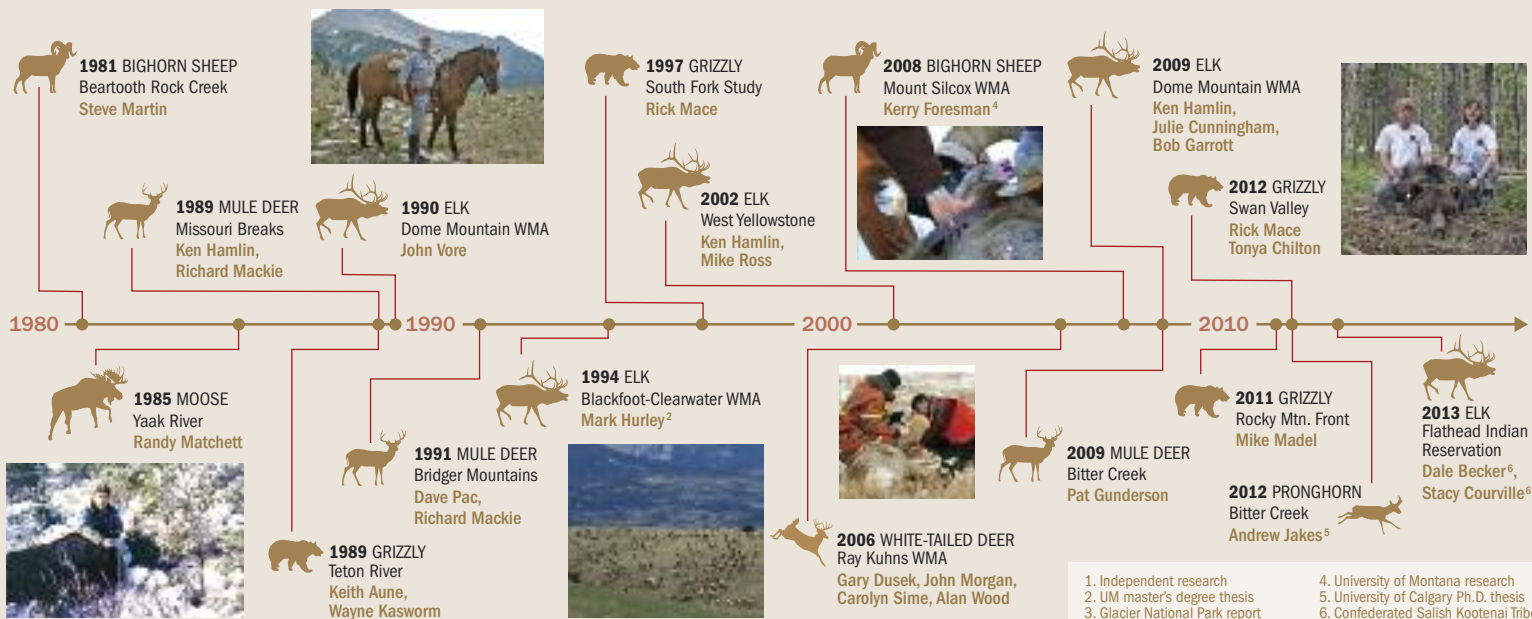 1981 BIGHORN SHEEP
Beartooth Rock Creek
Steve Martin
1989 MULE DEER
Missouri Breaks
Ken Hamlin,
Richard Mackie
1990 ELK
Dome Mountain WMA
John Vore
1997 GRIZZLY
South Fork Study
Rick Mace
2002 ELK
West Yellowstone
Ken Hamlin,
Mike Ross
2008 BIGHORN SHEEP
Mount Silcox WMA
Kerry Foresman⁴
2009 ELK
Dome Mountain WMA
Ken Hamlin,
Julie Cunningham,
Bob Garrott
2012 GRIZZLY
Swan Valley
Rick Mace
Tonya Chilton
1980 1990 2000 2010
1985 MOOSE
Yaak River
Randy Matchett
1989 GRIZZLY
Teton River
Keith Aune,
Wayne Kasworm
1991 MULE DEER
Bridger Mountains
Dave Pac,
Richard Mackie
1994 ELK
Blackfoot-Clearwater WMA
Mark Hurley²
2006 WHITE-TAILED DEER
Ray Kuhns WMA
Gary Dusek, John Morgan,
Carolyn Sime, Alan Wood
2009 MULE DEER
Bitter Creek
Pat Gunderson
2011 GRIZZLY
Rocky Mtn. Front
Mike Madel
2012 PRONGHORN
Bitter Creek
Andrew Jakes⁵
2013 ELK
Flathead Indian
Reservation
Dale Becker⁶,
Stacy Courville⁶
1. Independent research
2. UM master's degree thesis
3. Glacier National Park report
4. University of Montana research
5. University of Calgary Ph.D. thesis
6. Confederated Salish Kootenai Tribe